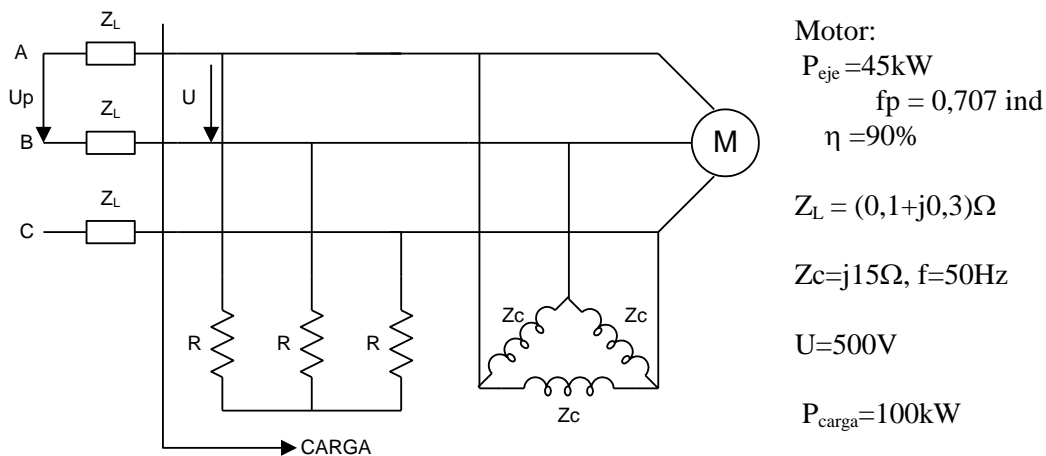 Z_L
A
Up
Z_L
U
B
M
Z_L
C
R
R
R
Zc
Zc
Zc
CARGA
Motor:
P_eje =45kW
fp = 0,707 ind
η =90%
Z_L = (0,1+j0,3)Ω
Zc=j15Ω, f=50Hz
U=500V
P_carga=100kW